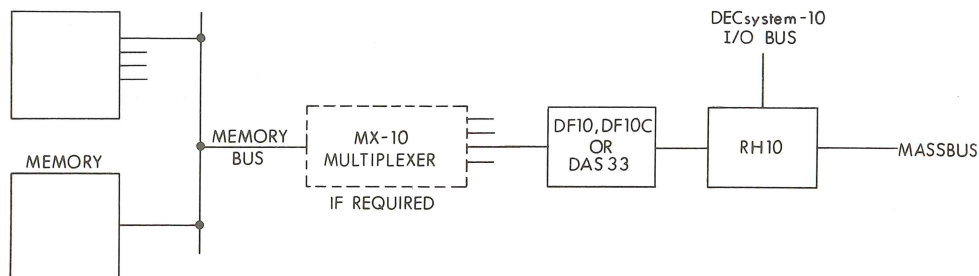 DECsystem-10
I/O BUS
MEMORY
MEMORY
BUS
MX-10
MULTIPLEXER
IF REQUIRED
DF10, DF10C
OR
DAS 33
RH10
MASSBUS